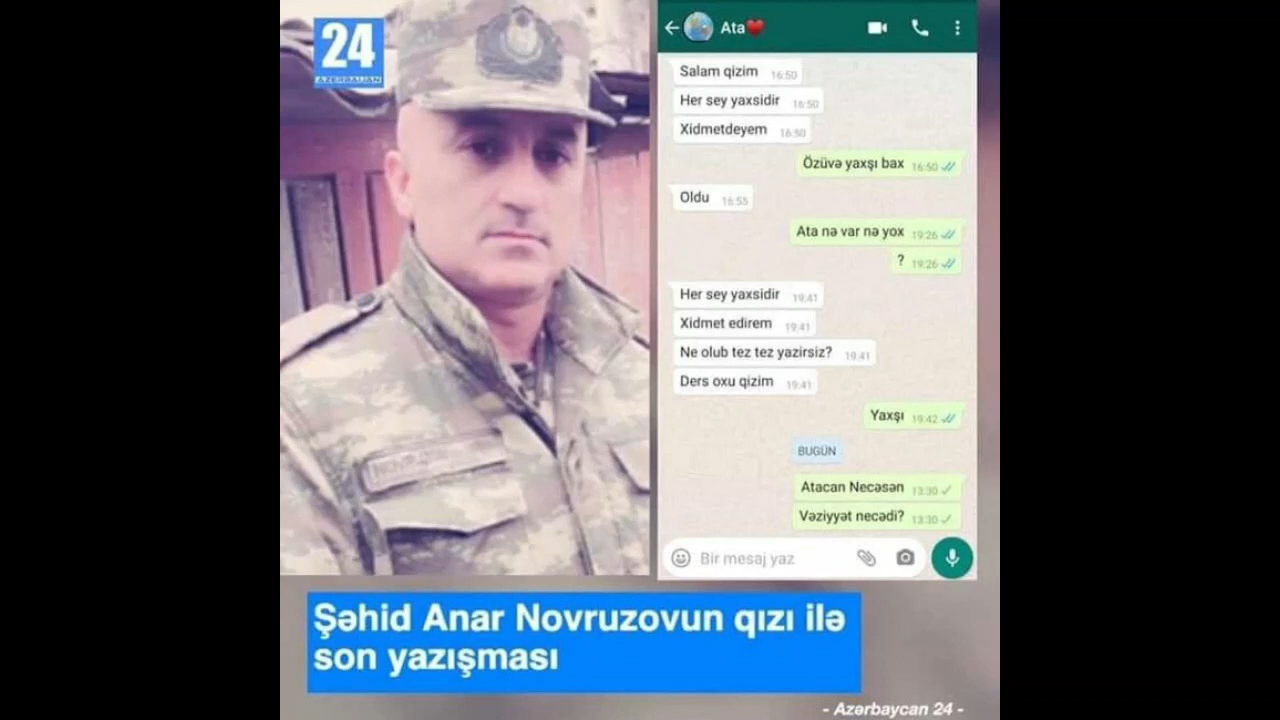 24
AZERBAIJAN
Ata
Salam qizim 16:50
Her sey yaxsidir 16:50
Xidmetdeyem 16:50
Özüvə yaxşı bax 16:50
Oldu 16:55
Ata nə var nə yox 19:26
? 19:26
Her sey yaxsidir 19:41
Xidmet edirem 19:41
Ne olub tez tez yazirsiz? 19:41
Ders oxu qizim 19:41
Yaxşı 19:42
BUGÜN
Atacan Necəsən 13:30
Vəziyyət necədi? 13:30
Bir mesaj yaz
Şəhid Anar Novruzovun qızı ilə
son yazışması
- Azərbaycan 24 -